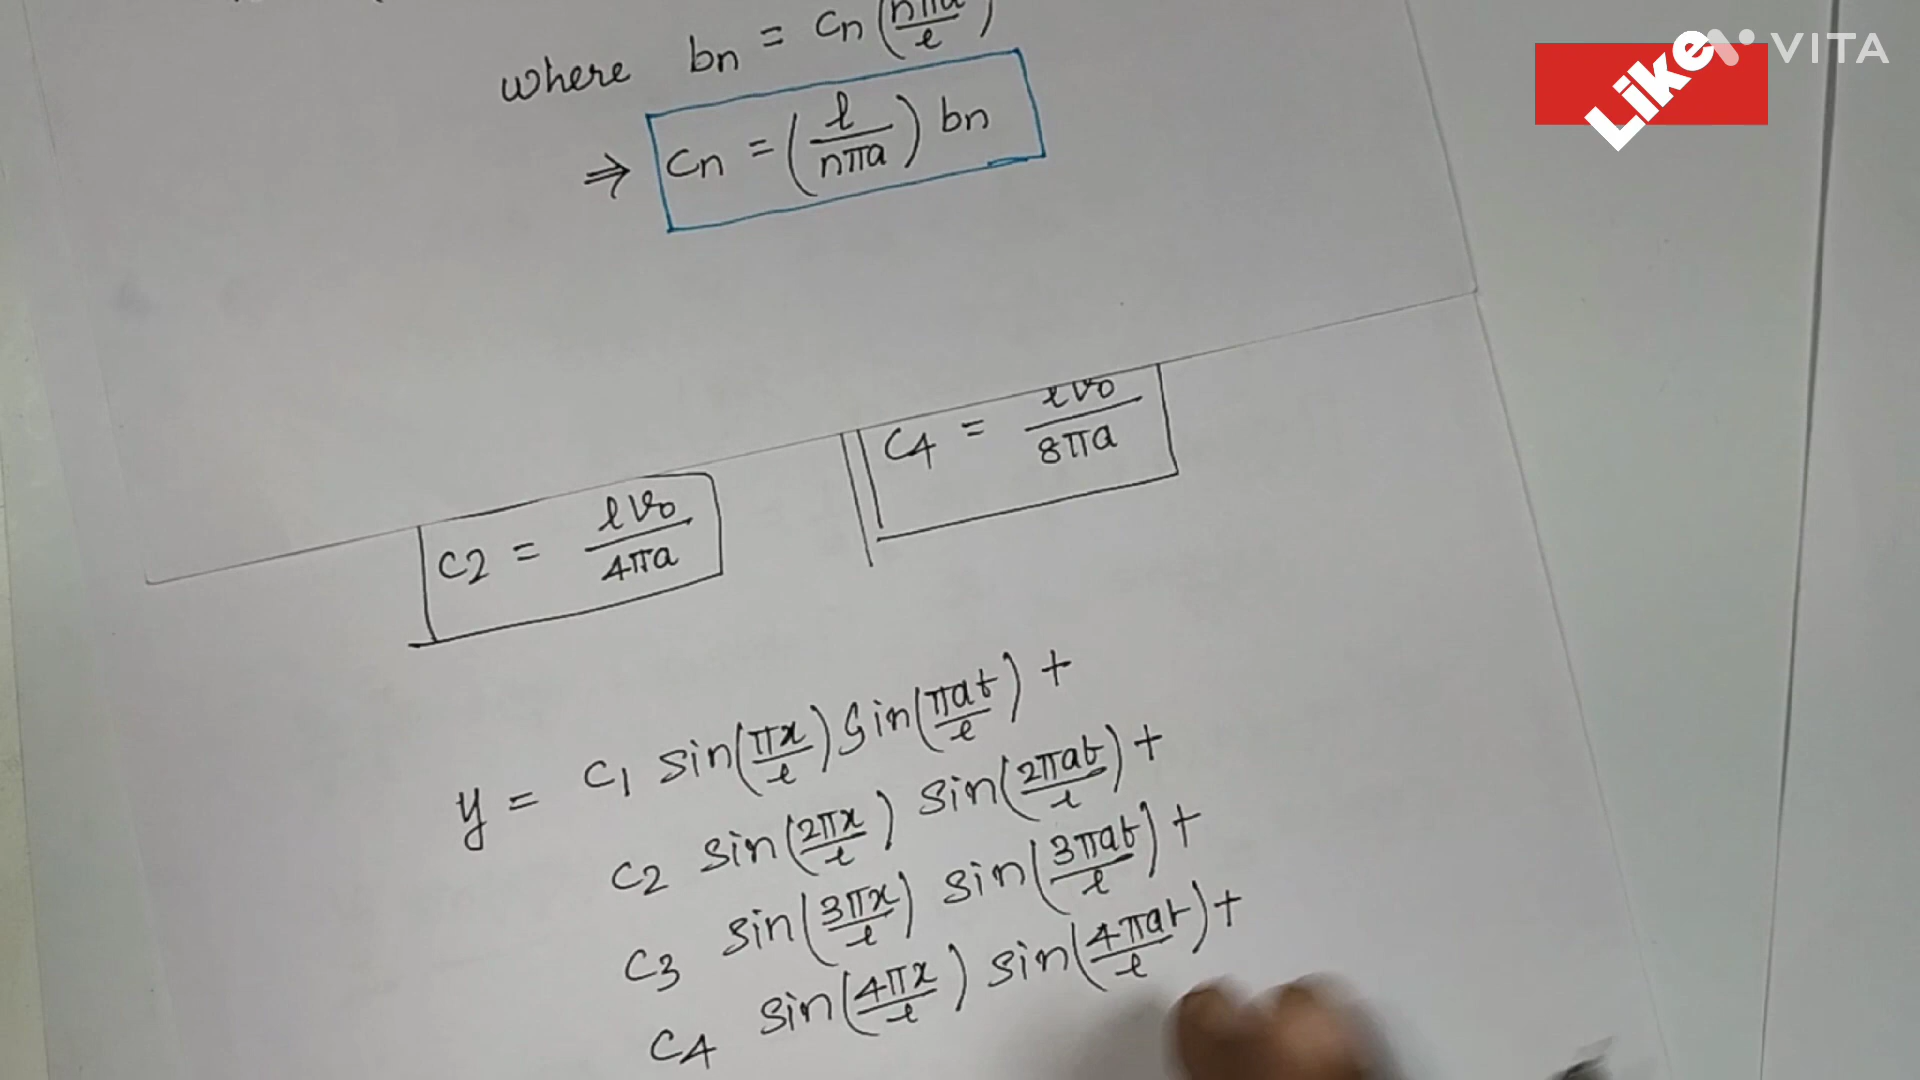 where bn = cn (nπa/l)
⇒ cn = (l/nπa) bn
c2 = lv₀/4πa
c4 = lv₀/8πa
y = c1 sin(πx/l) sin(πat/l) +
c2 sin(2πx/l) sin(2πat/l) +
c3 sin(3πx/l) sin(3πat/l) +
c4 sin(4πx/l) sin(4πat/l) +
Like
VITA